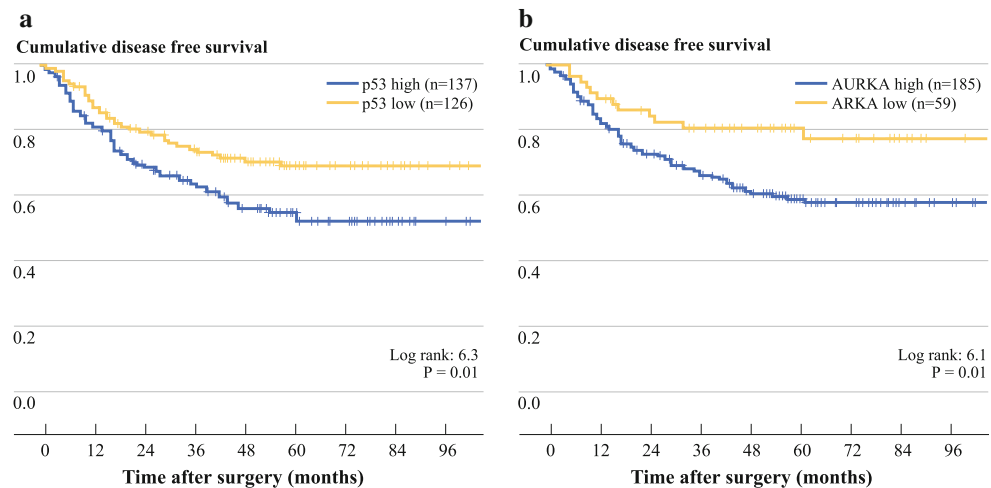 a
Cumulative disease free survival
1.0
p53 high (n=137)
p53 low (n=126)
0.8
0.6
0.4
0.2
Log rank: 6.3
P = 0.01
0.0
0 12 24 36 48 60 72 84 96
Time after surgery (months)
b
Cumulative disease free survival
1.0
AURKA high (n=185)
ARKA low (n=59)
0.8
0.6
0.4
0.2
Log rank: 6.1
P = 0.01
0.0
0 12 24 36 48 60 72 84 96
Time after surgery (months)